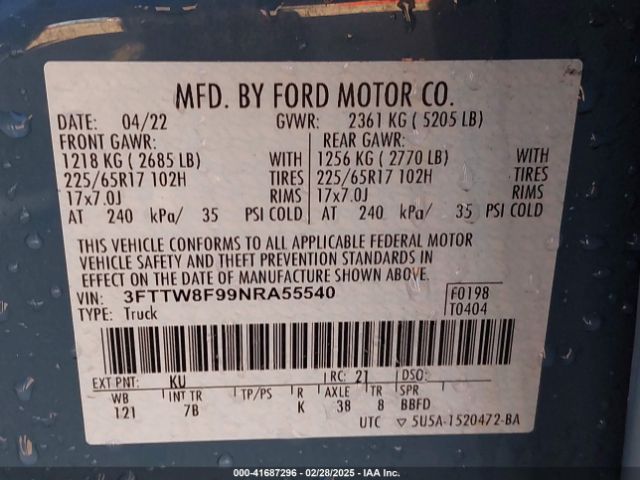 MFD. BY FORD MOTOR CO.
DATE: 04/22 GVWR: 2361 KG ( 5205 LB)
FRONT GAWR: REAR GAWR:
1218 KG ( 2685 LB) WITH 1256 KG ( 2770 LB) WITH
225/65R17 102H TIRES 225/65R17 102H TIRES
17x7.0J RIMS 17x7.0J RIMS
AT 240 kPa/ 35 PSI COLD AT 240 kPa/ 35 PSI COLD
THIS VEHICLE CONFORMS TO ALL APPLICABLE FEDERAL MOTOR
VEHICLE SAFETY AND THEFT PREVENTION STANDARDS IN
EFFECT ON THE DATE OF MANUFACTURE SHOWN ABOVE.
VIN: 3FTTW8F99NRA55540 F0198
TYPE: Truck T0404
EXT PNT: KU RC: 21 DSO:
WB INT TR TP/PS R AXLE TR SPR
121 7B K 38 8 BBFD
UTC ▽ 5U5A-1520472-BA
000-41687296 - 02/28/2025 - IAA Inc.